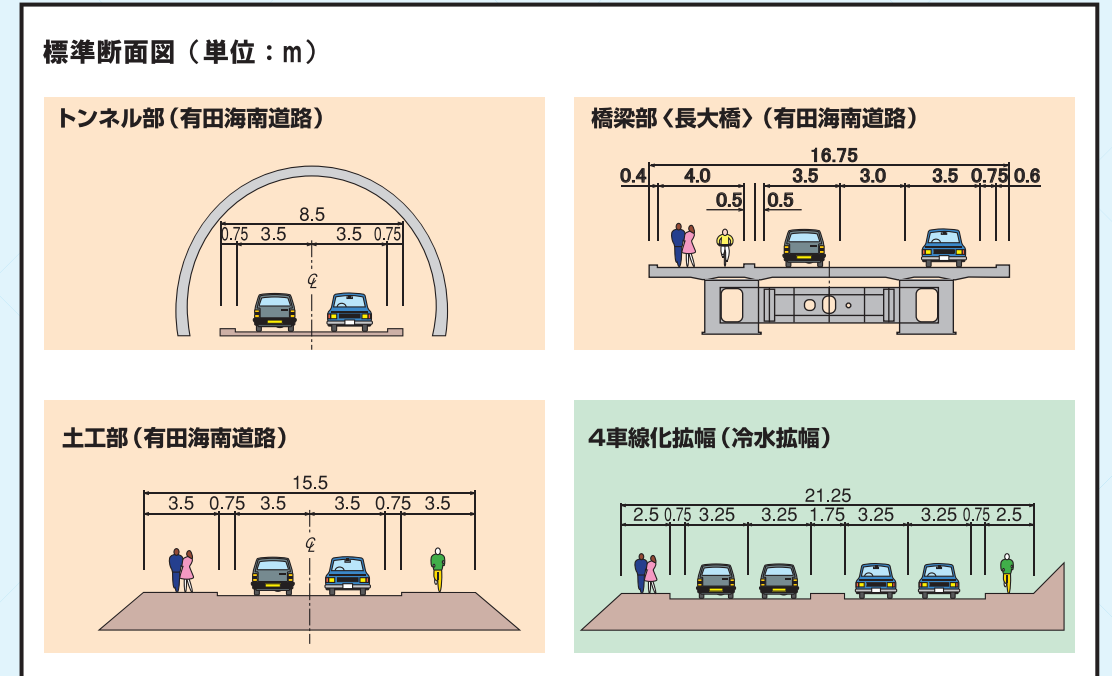 標準断面図（単位：m）
トンネル部（有田海南道路）
8.5
0.75 3.5 3.5 0.75
℄
橋梁部〈長大橋〉（有田海南道路）
16.75
0.4 4.0 3.5 3.0 3.5 0.75 0.6
0.5 0.5
土工部（有田海南道路）
15.5
3.5 0.75 3.5 3.5 0.75 3.5
℄
4車線化拡幅（冷水拡幅）
21.25
2.5 0.75 3.25 3.25 1.75 3.25 3.25 0.75 2.5